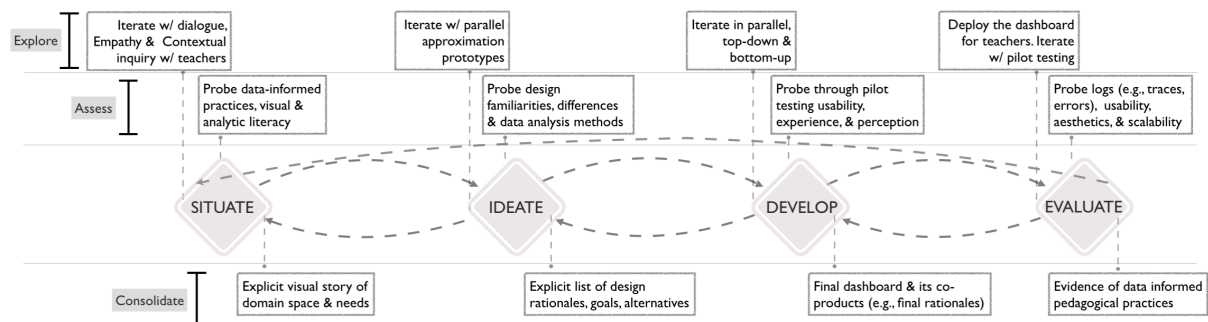 Explore
Iterate w/ dialogue,
Empathy & Contextual
inquiry w/ teachers
Iterate w/ parallel
approximation
prototypes
Iterate in parallel,
top-down &
bottom-up
Deploy the dashboard
for teachers. Iterate
w/ pilot testing
Assess
Probe data-informed
practices, visual &
analytic literacy
Probe design
familiarities, differences
& data analysis methods
Probe through pilot
testing usability,
experience, & perception
Probe logs (e.g., traces,
errors), usability,
aesthetics, & scalability
SITUATE
IDEATE
DEVELOP
EVALUATE
Consolidate
Explicit visual story of
domain space & needs
Explicit list of design
rationales, goals, alternatives
Final dashboard & its co-
products (e.g., final rationales)
Evidence of data informed
pedagogical practices